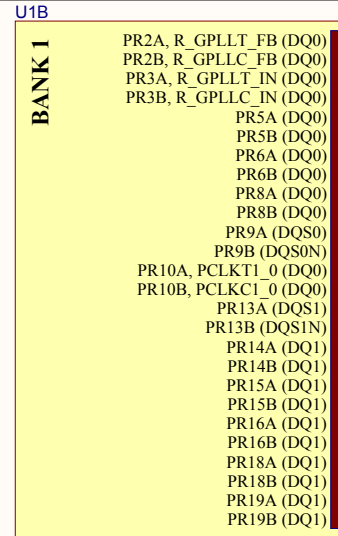 U1B
BANK 1
PR2A, R_GPLLT_FB (DQ0)
PR2B, R_GPLLC_FB (DQ0)
PR3A, R_GPLLT_IN (DQ0)
PR3B, R_GPLLC_IN (DQ0)
PR5A (DQ0)
PR5B (DQ0)
PR6A (DQ0)
PR6B (DQ0)
PR8A (DQ0)
PR8B (DQ0)
PR9A (DQS0)
PR9B (DQS0N)
PR10A, PCLKT1_0 (DQ0)
PR10B, PCLKC1_0 (DQ0)
PR13A (DQS1)
PR13B (DQS1N)
PR14A (DQ1)
PR14B (DQ1)
PR15A (DQ1)
PR15B (DQ1)
PR16A (DQ1)
PR16B (DQ1)
PR18A (DQ1)
PR18B (DQ1)
PR19A (DQ1)
PR19B (DQ1)